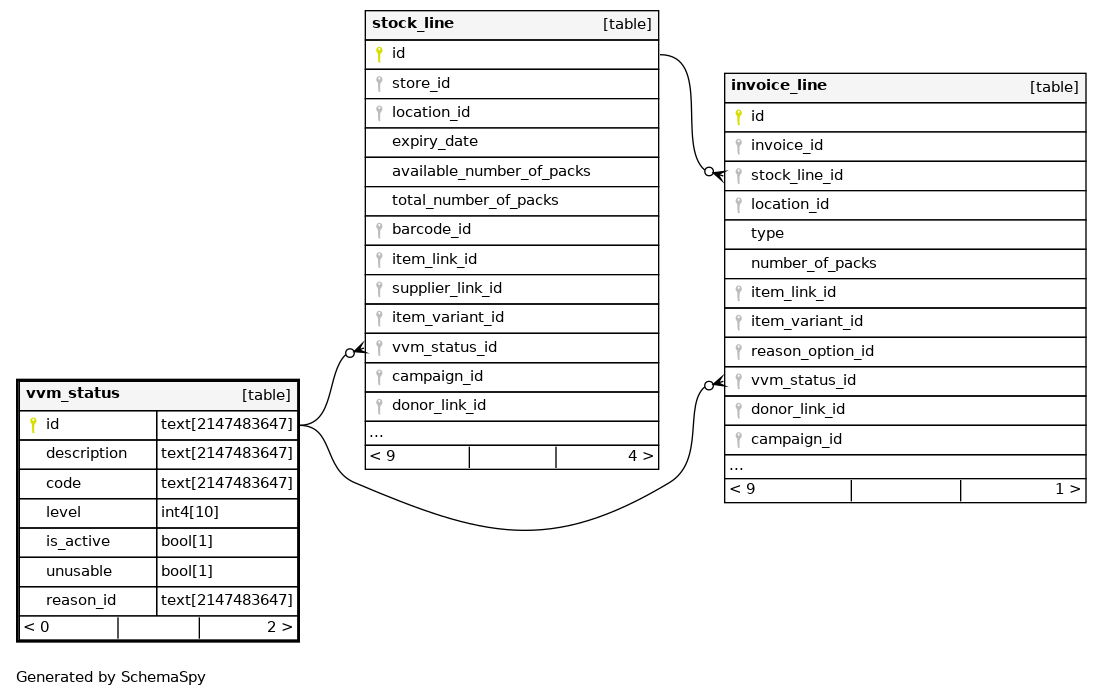 stock_line [table]
id
store_id
location_id
expiry_date
available_number_of_packs
total_number_of_packs
barcode_id
item_link_id
supplier_link_id
item_variant_id
vvm_status_id
campaign_id
donor_link_id
...
< 9 4 >
invoice_line [table]
id
invoice_id
stock_line_id
location_id
type
number_of_packs
item_link_id
item_variant_id
reason_option_id
vvm_status_id
donor_link_id
campaign_id
...
< 9 1 >
vvm_status [table]
id text[2147483647]
description text[2147483647]
code text[2147483647]
level int4[10]
is_active bool[1]
unusable bool[1]
reason_id text[2147483647]
< 0 2 >
Generated by SchemaSpy